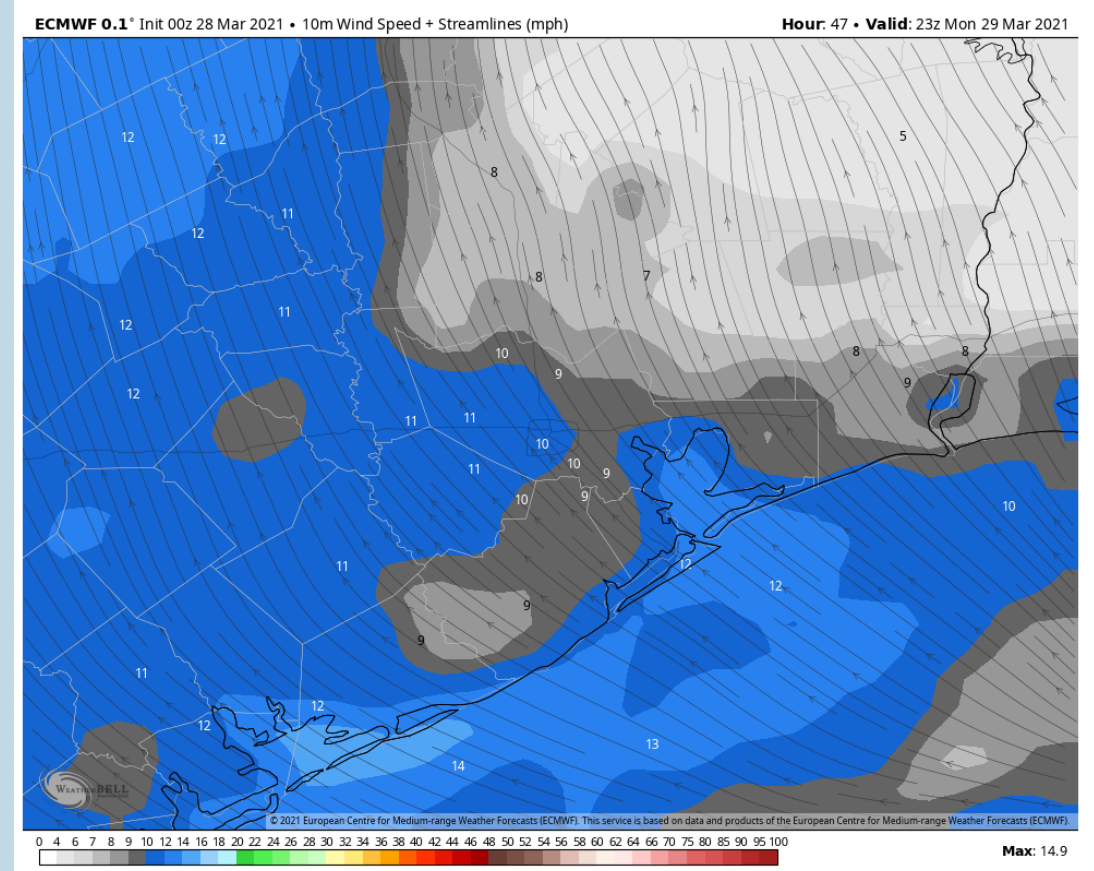 ECMWF 0.1° Init 00z 28 Mar 2021 • 10m Wind Speed + Streamlines (mph) Hour: 47 • Valid: 23z Mon 29 Mar 2021
12 12 5
8
11
12
8 7
11
12
10 8 8
9
12 9
11 11
10
11 10 9
10 9
10
11 12
12
9
9
11
12
12
13
14
WEATHERBELL
© 2021 European Centre for Medium-range Weather Forecasts (ECMWF). This service is based on data and products of the European Centre for Medium-range Weather Forecasts (ECMWF).
0 4 6 7 8 9 10 12 14 16 18 20 22 24 26 28 30 32 34 36 38 40 42 44 46 48 50 52 54 56 58 60 62 64 66 70 75 80 85 90 95 100
Max: 14.9